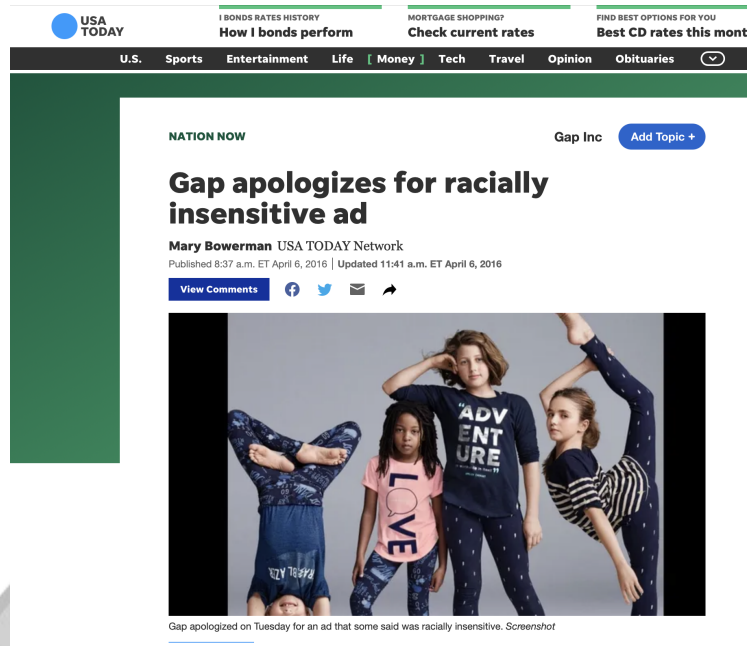 USA
TODAY
I BONDS RATES HISTORY
How I bonds perform
MORTGAGE SHOPPING?
Check current rates
FIND BEST OPTIONS FOR YOU
Best CD rates this mont
U.S. Sports Entertainment Life [ Money ] Tech Travel Opinion Obituaries
NATION NOW
Gap Inc
Add Topic +
Gap apologizes for racially
insensitive ad
Mary Bowerman USA TODAY Network
Published 8:37 a.m. ET April 6, 2016 | Updated 11:41 a.m. ET April 6, 2016
View Comments
"ADV
ENT
URE
"
LOVE
Gap apologized on Tuesday for an ad that some said was racially insensitive. Screenshot